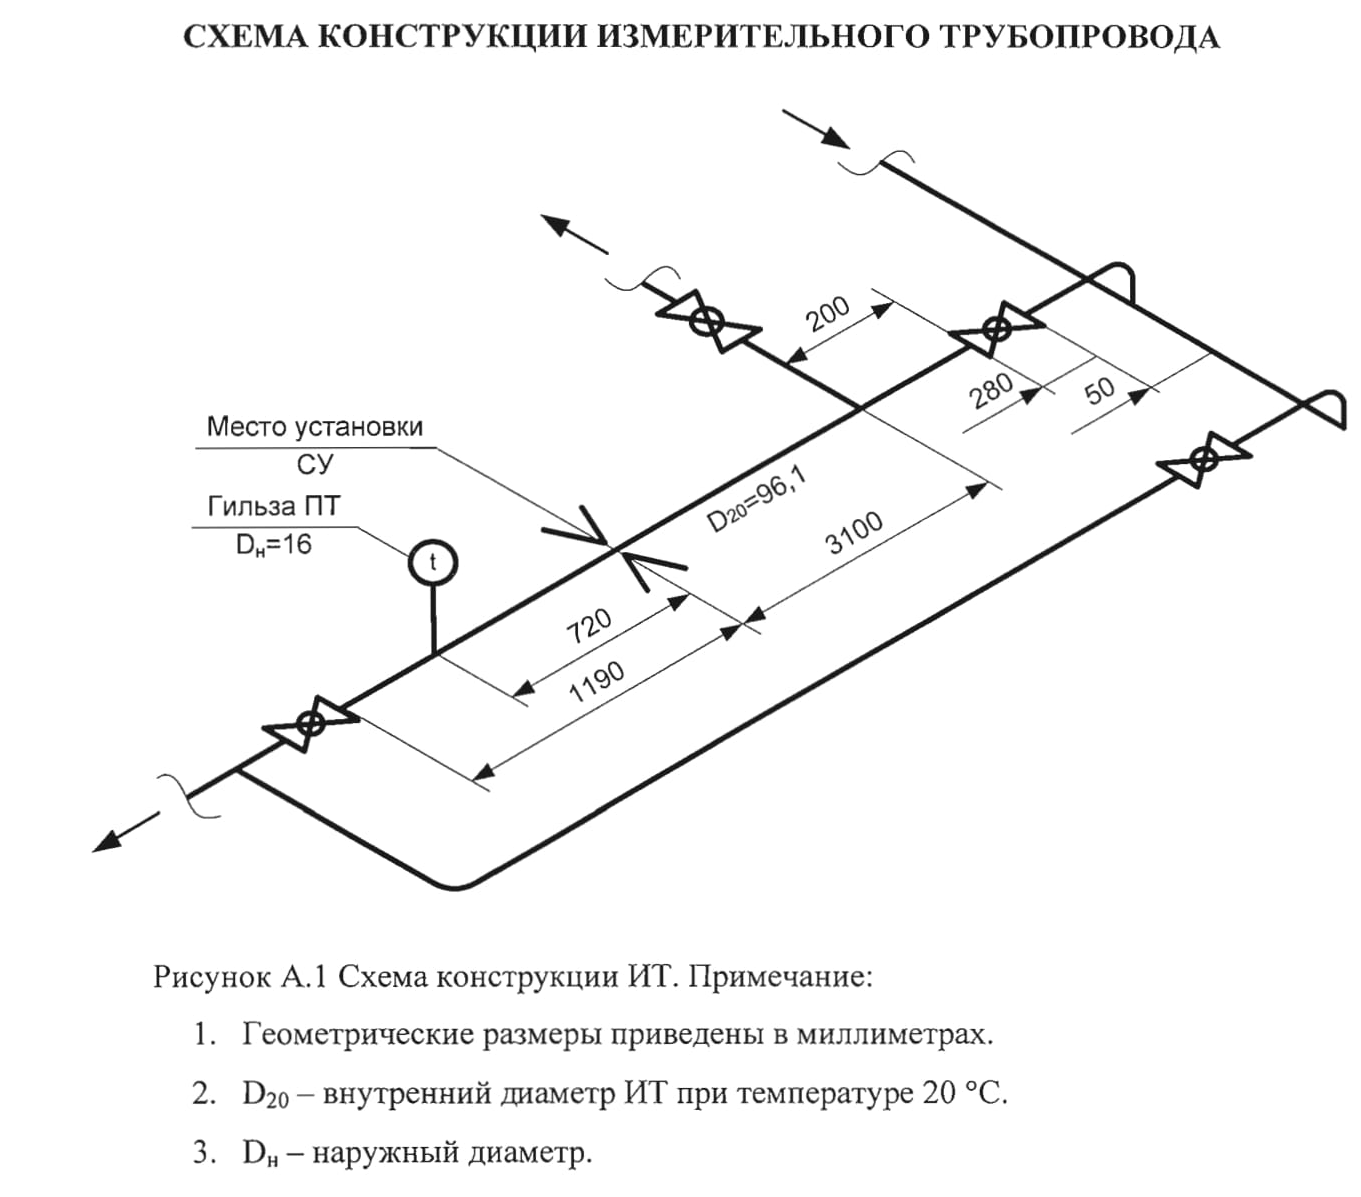 СХЕМА КОНСТРУКЦИИ ИЗМЕРИТЕЛЬНОГО ТРУБОПРОВОДА
200
280
50
Место установки
СУ
Гильза ПТ
Dн=16
t
D20=96,1
3100
720
1190
Рисунок А.1 Схема конструкции ИТ. Примечание:
1. Геометрические размеры приведены в миллиметрах.
2. D20 – внутренний диаметр ИТ при температуре 20 °С.
3. Dн – наружный диаметр.